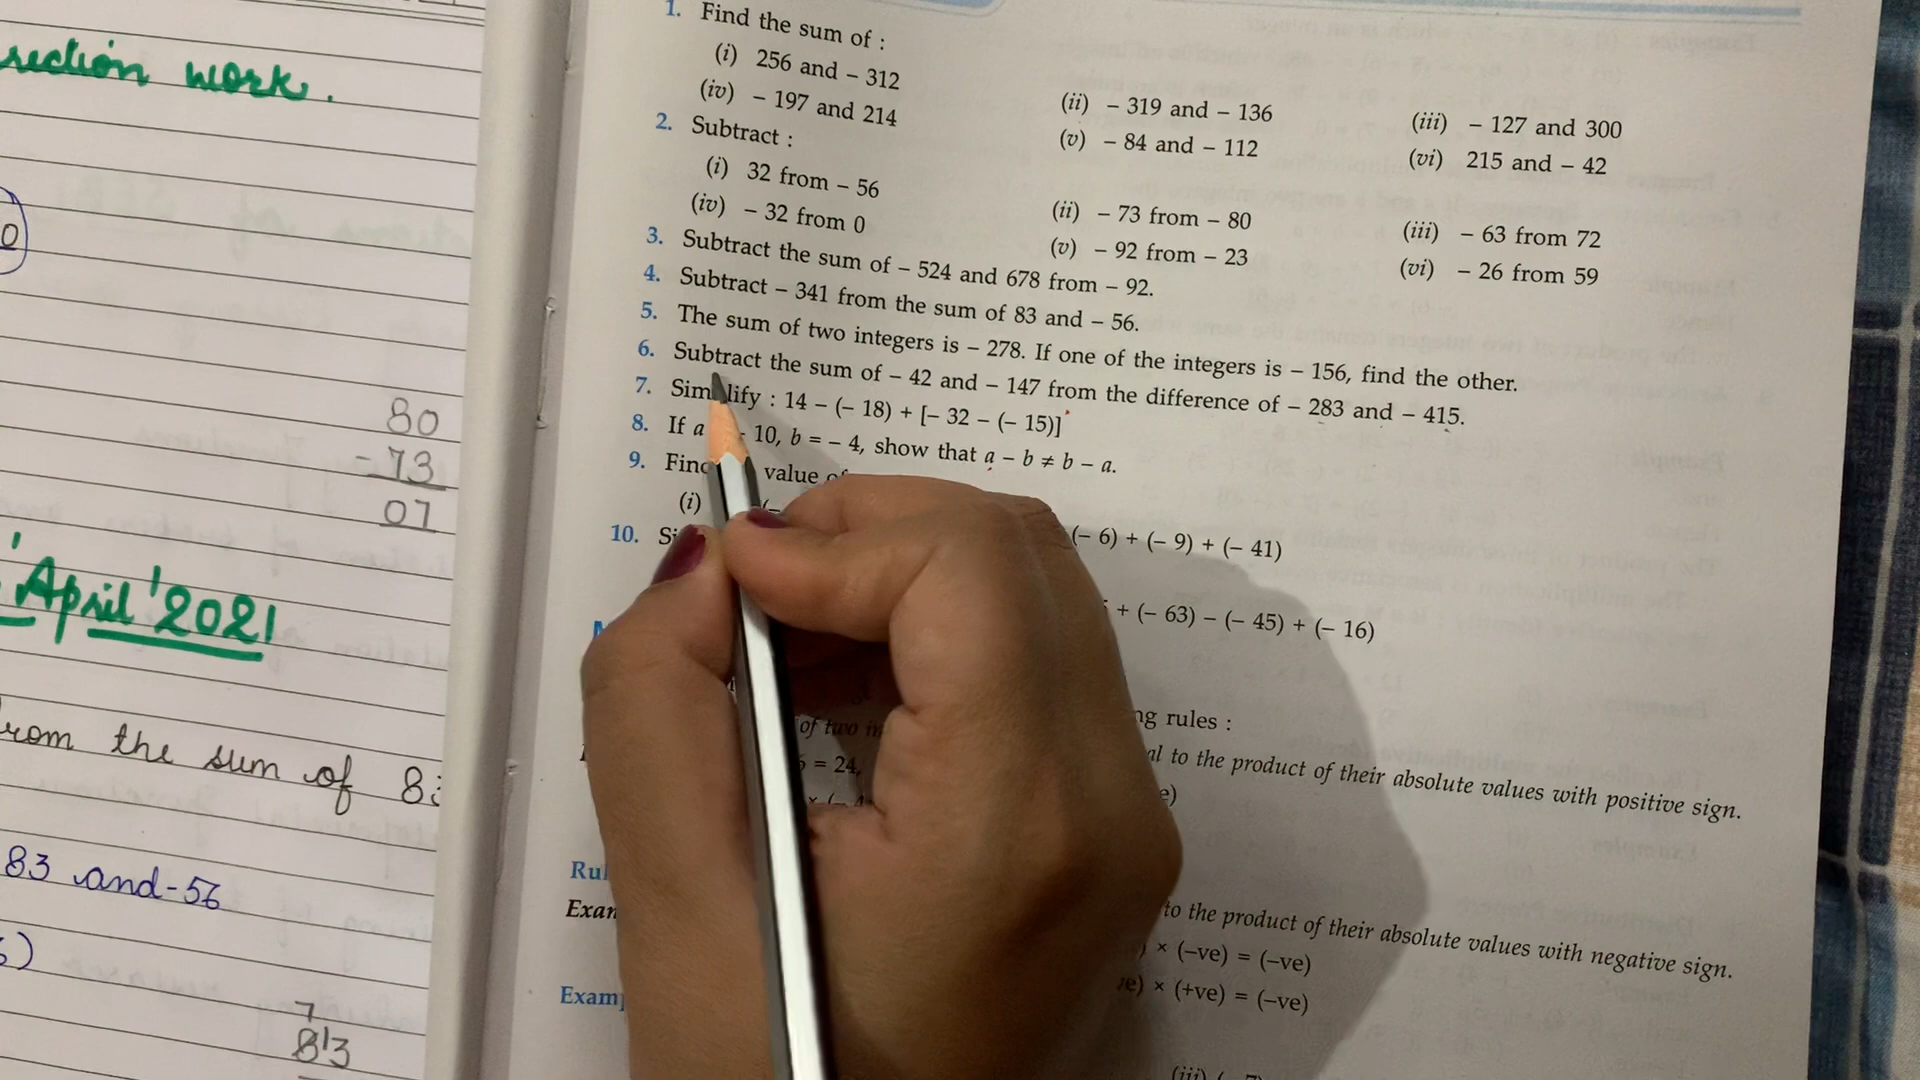 rection work.
0
80
- 73
07
April '2021
rom the sum of 83
83 and -56
)
7
813
1. Find the sum of :
(i) 256 and – 312 (ii) – 319 and – 136 (iii) – 127 and 300
(iv) – 197 and 214 (v) – 84 and – 112 (vi) 215 and – 42
2. Subtract :
(i) 32 from – 56 (ii) – 73 from – 80 (iii) – 63 from 72
(iv) – 32 from 0 (v) – 92 from – 23 (vi) – 26 from 59
3. Subtract the sum of – 524 and 678 from – 92.
4. Subtract – 341 from the sum of 83 and – 56.
5. The sum of two integers is – 278. If one of the integers is – 156, find the other.
6. Subtract the sum of – 42 and – 147 from the difference of – 283 and – 415.
7. Simplify : 14 – (– 18) + [– 32 – (– 15)]
8. If a – 10, b = – 4, show that a – b ≠ b – a.
9. Find value
(i) (– 6) + (– 9) + (– 41)
10.
+ (– 63) – (– 45) + (– 16)
rules :
of two
= 24,
to the product of their absolute values with positive sign.
Exam
to the product of their absolute values with negative sign.
× (–ve) = (–ve)
× (+ve) = (–ve)
(iii)